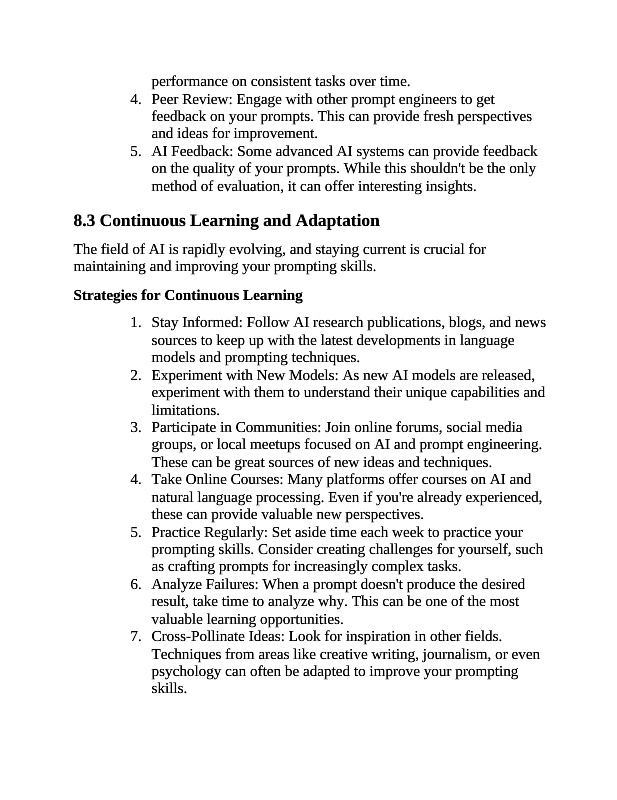 performance on consistent tasks over time.
4. Peer Review: Engage with other prompt engineers to get
feedback on your prompts. This can provide fresh perspectives
and ideas for improvement.
5. AI Feedback: Some advanced AI systems can provide feedback
on the quality of your prompts. While this shouldn't be the only
method of evaluation, it can offer interesting insights.
8.3 Continuous Learning and Adaptation
The field of AI is rapidly evolving, and staying current is crucial for
maintaining and improving your prompting skills.
Strategies for Continuous Learning
1. Stay Informed: Follow AI research publications, blogs, and news
sources to keep up with the latest developments in language
models and prompting techniques.
2. Experiment with New Models: As new AI models are released,
experiment with them to understand their unique capabilities and
limitations.
3. Participate in Communities: Join online forums, social media
groups, or local meetups focused on AI and prompt engineering.
These can be great sources of new ideas and techniques.
4. Take Online Courses: Many platforms offer courses on AI and
natural language processing. Even if you're already experienced,
these can provide valuable new perspectives.
5. Practice Regularly: Set aside time each week to practice your
prompting skills. Consider creating challenges for yourself, such
as crafting prompts for increasingly complex tasks.
6. Analyze Failures: When a prompt doesn't produce the desired
result, take time to analyze why. This can be one of the most
valuable learning opportunities.
7. Cross-Pollinate Ideas: Look for inspiration in other fields.
Techniques from areas like creative writing, journalism, or even
psychology can often be adapted to improve your prompting
skills.